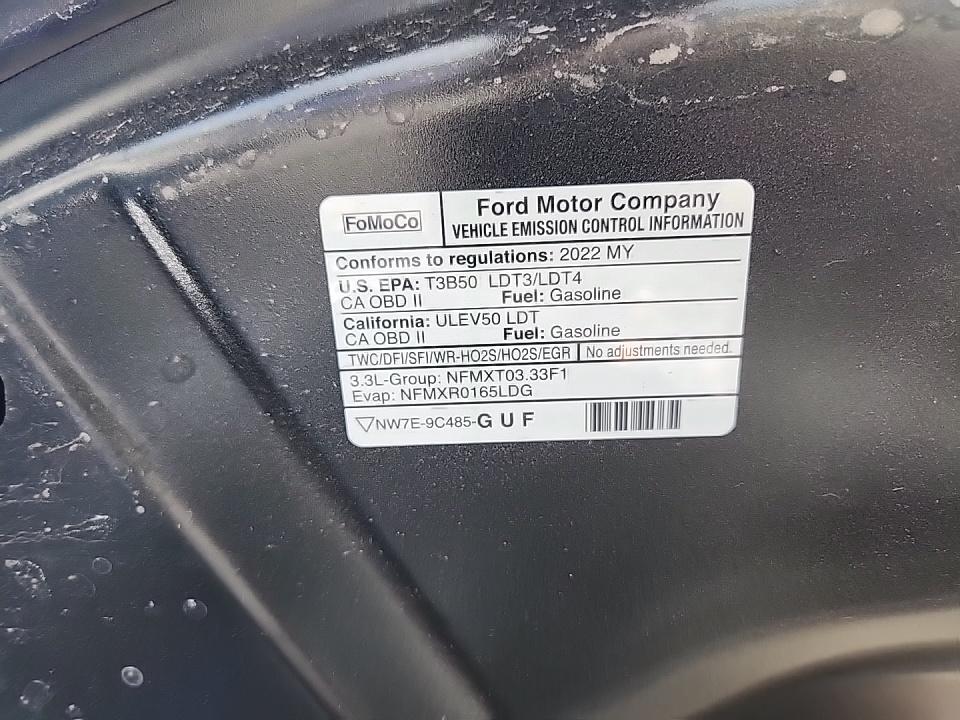 FoMoCo
Ford Motor Company
VEHICLE EMISSION CONTROL INFORMATION
Conforms to regulations: 2022 MY
U.S. EPA: T3B50 LDT3/LDT4
CA OBD II Fuel: Gasoline
California: ULEV50 LDT
CA OBD II Fuel: Gasoline
TWC/DFI/SFI/WR-HO2S/HO2S/EGR No adjustments needed.
3.3L-Group: NFMXT03.33F1
Evap: NFMXR0165LDG
NW7E-9C485-G U F